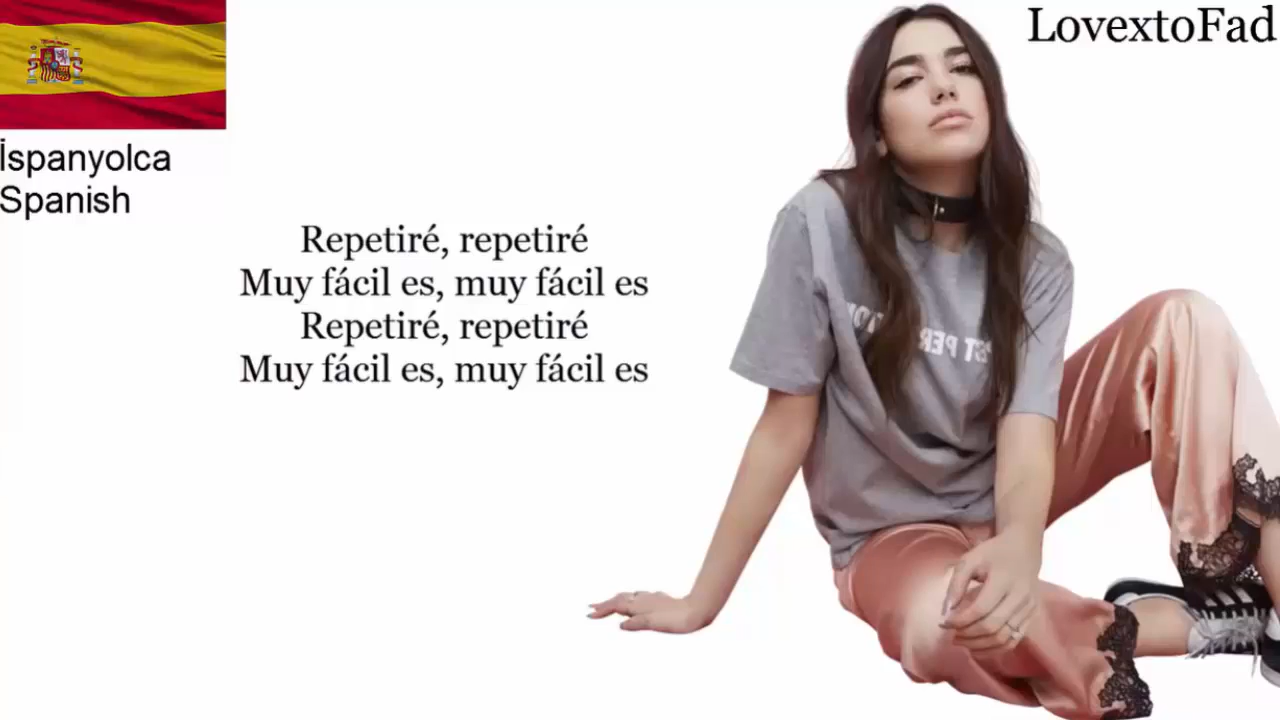 LovextoFad
İspanyolca
Spanish
Repetiré, repetiré
Muy fácil es, muy fácil es
Repetiré, repetiré
Muy fácil es, muy fácil es